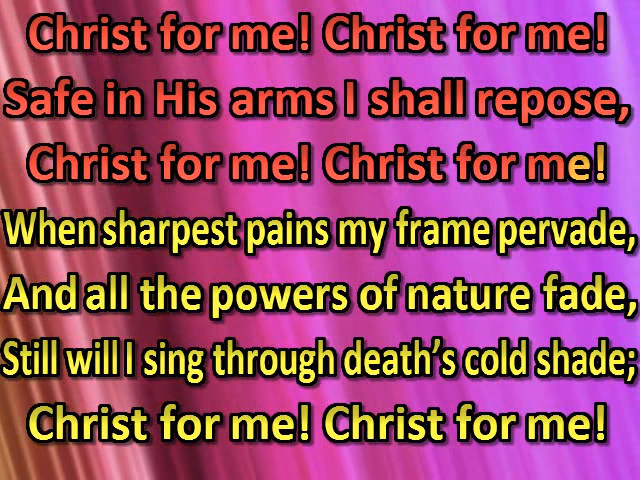 Christ for me! Christ for me!
Safe in His arms I shall repose,
Christ for me! Christ for me!
When sharpest pains my frame pervade,
And all the powers of nature fade,
Still will I sing through death's cold shade;
Christ for me! Christ for me!